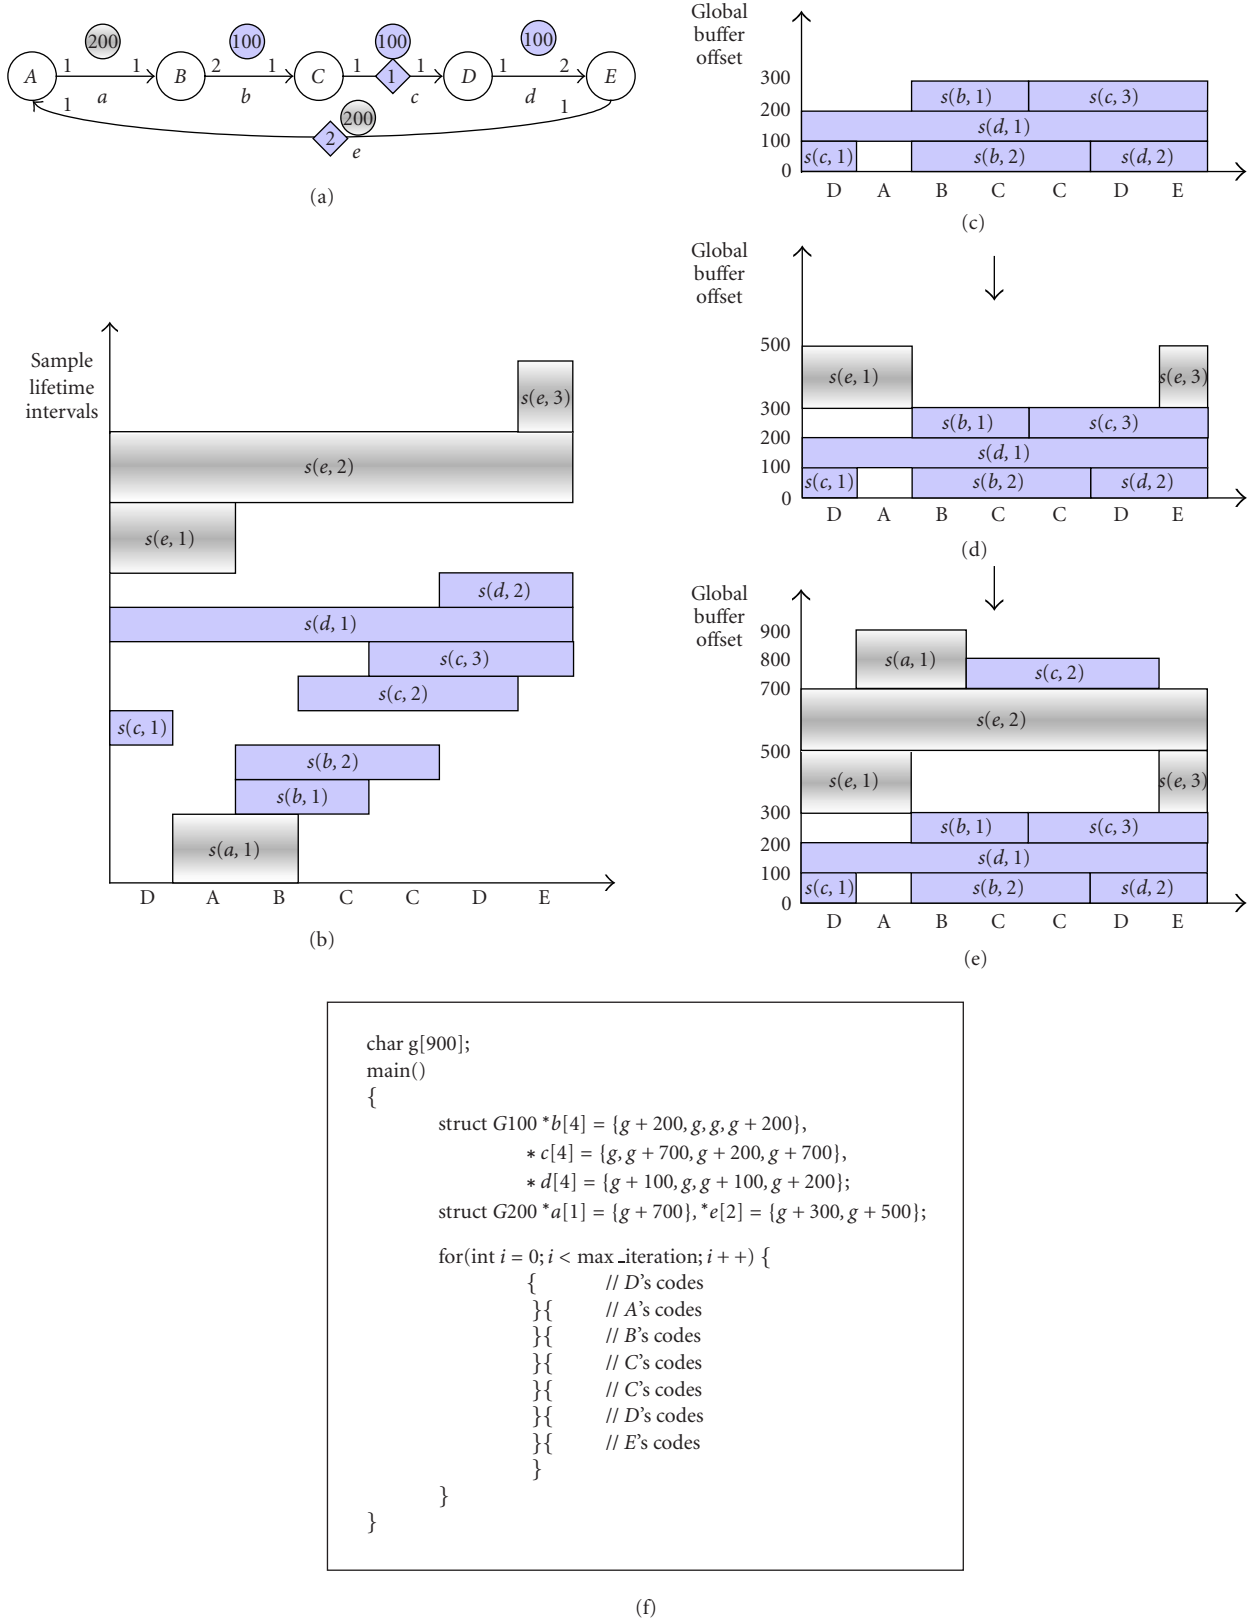 200 100 100 100
A 1 1 B 2 1 C 1 1 1 D 1 2 E
a b c d
1 2 200 e 1
(a)
Sample
lifetime
intervals
s(e, 3)
s(e, 2)
s(e, 1)
s(d, 2)
s(d, 1)
s(c, 3)
s(c, 2)
s(c, 1)
s(b, 2)
s(b, 1)
s(a, 1)
D A B C C D E
(b)
Global
buffer
offset
300
200
100
0
s(b, 1) s(c, 3)
s(d, 1)
s(c, 1) s(b, 2) s(d, 2)
D A B C C D E
(c)
Global
buffer
offset
500
300
200
100
0
s(e, 1) s(e, 3)
s(b, 1) s(c, 3)
s(d, 1)
s(c, 1) s(b, 2) s(d, 2)
D A B C C D E
(d)
Global
buffer
offset
900
800
700
500
300
200
100
0
s(a, 1) s(c, 2)
s(e, 2)
s(e, 1) s(e, 3)
s(b, 1) s(c, 3)
s(d, 1)
s(c, 1) s(b, 2) s(d, 2)
D A B C C D E
(e)
char g[900];
main()
{
struct G100 *b[4] = {g + 200, g, g, g + 200},
* c[4] = {g, g + 700, g + 200, g + 700},
* d[4] = {g + 100, g, g + 100, g + 200};
struct G200 *a[1] = {g + 700}, *e[2] = {g + 300, g + 500};
for(int i = 0; i < max_iteration; i + +) {
{ // D's codes
}{ // A's codes
}{ // B's codes
}{ // C's codes
}{ // C's codes
}{ // D's codes
}{ // E's codes
}
}
}
(f)